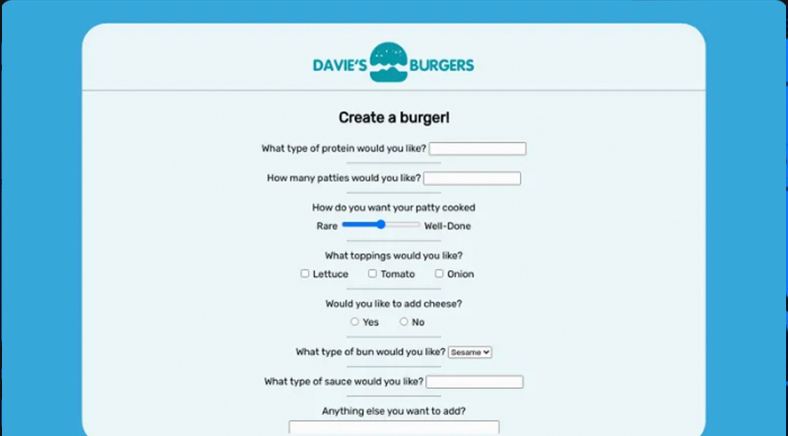 DAVIE'S BURGERS
Create a burger!
What type of protein would you like?
How many patties would you like?
How do you want your patty cooked
Rare Well-Done
What toppings would you like?
Lettuce Tomato Onion
Would you like to add cheese?
Yes No
What type of bun would you like? Sesame
What type of sauce would you like?
Anything else you want to add?